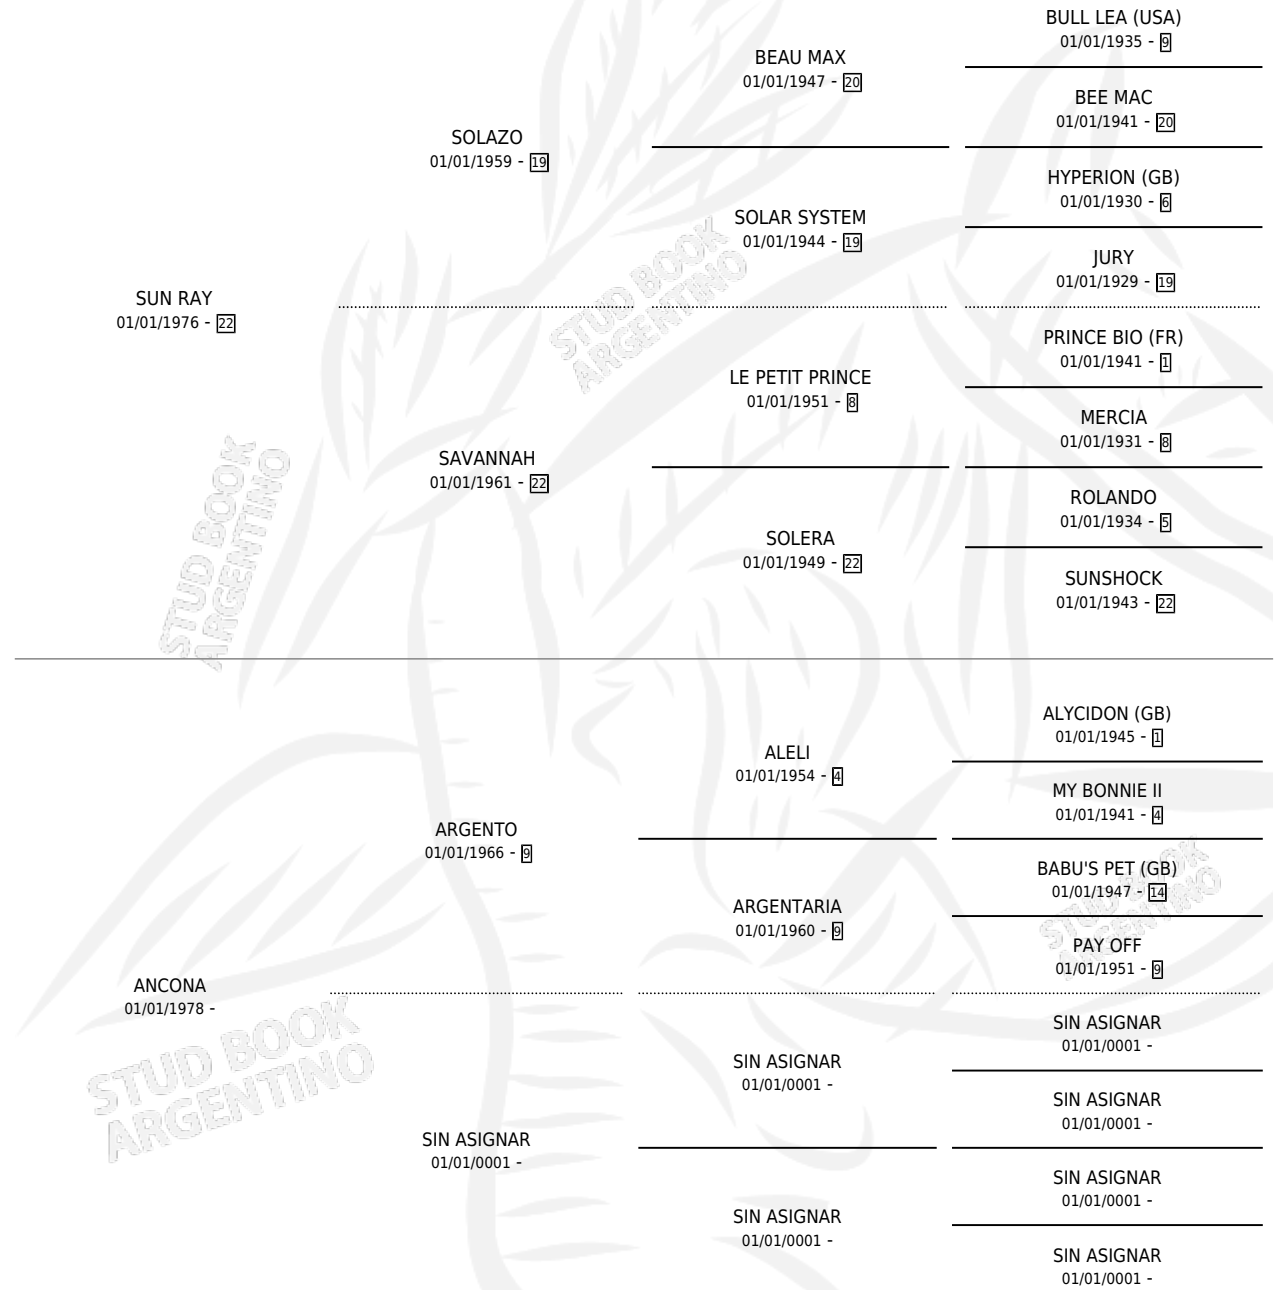 BULL LEA (USA)
01/01/1935 - 9
BEAU MAX
01/01/1947 - 20
BEE MAC
01/01/1941 - 20
SOLAZO
01/01/1959 - 19
HYPERION (GB)
01/01/1930 - 6
SOLAR SYSTEM
01/01/1944 - 19
JURY
01/01/1929 - 19
SUN RAY
01/01/1976 - 22
STUD BOOK
ARGENTINO
PRINCE BIO (FR)
01/01/1941 - 1
LE PETIT PRINCE
01/01/1951 - 8
MERCIA
01/01/1931 - 8
SAVANNAH
01/01/1961 - 22
STUD BOOK
ARGENTINO
ROLANDO
01/01/1934 - 5
SOLERA
01/01/1949 - 22
SUNSHOCK
01/01/1943 - 22
ALYCIDON (GB)
01/01/1945 - 1
ALELI
01/01/1954 - 4
MY BONNIE II
01/01/1941 - 4
ARGENTO
01/01/1966 - 9
BABU'S PET (GB)
01/01/1947 - 14
STUD BOOK
ARGENTINO
ARGENTARIA
01/01/1960 - 9
PAY OFF
01/01/1951 - 9
ANCONA
01/01/1978 -
STUD BOOK
ARGENTINO
SIN ASIGNAR
01/01/0001 -
SIN ASIGNAR
01/01/0001 -
SIN ASIGNAR
01/01/0001 -
SIN ASIGNAR
01/01/0001 -
SIN ASIGNAR
01/01/0001 -
SIN ASIGNAR
01/01/0001 -
SIN ASIGNAR
01/01/0001 -